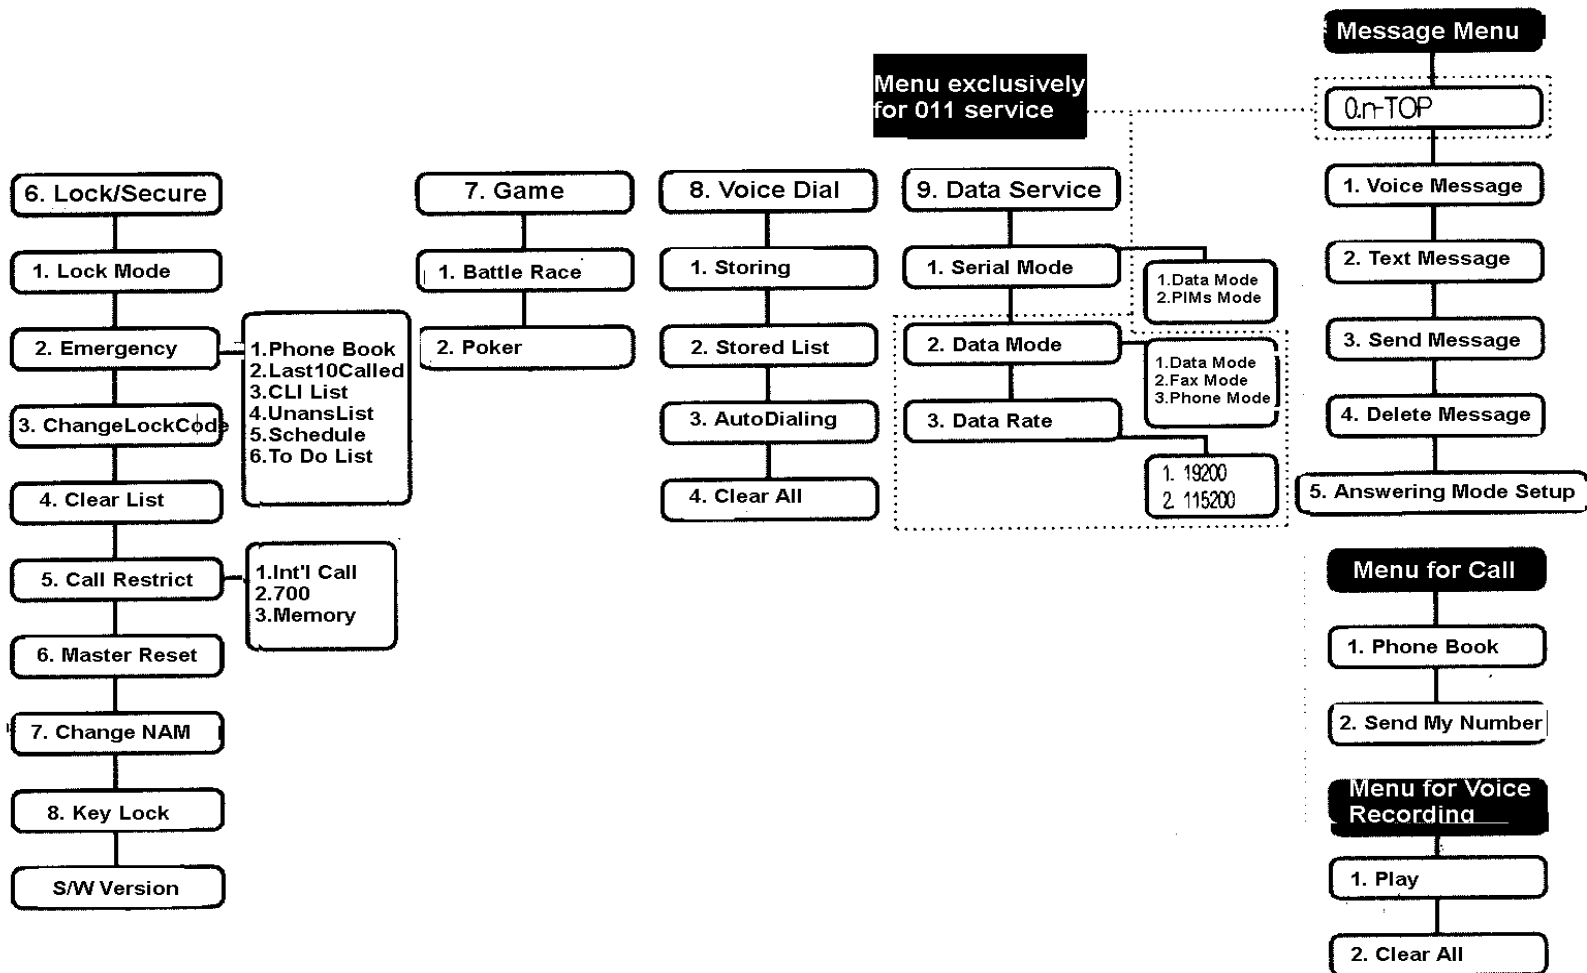 Message Menu
Menu exclusively
for 011 service
0.n-TOP
1. Voice Message
2. Text Message
3. Send Message
4. Delete Message
5. Answering Mode Setup
6. Lock/Secure
1. Lock Mode
2. Emergency
1.Phone Book
2.Last10Called
3.CLI List
4.UnansList
5.Schedule
6.To Do List
3. ChangeLockCode
4. Clear List
5. Call Restrict
1.Int'l Call
2.700
3.Memory
6. Master Reset
7. Change NAM
8. Key Lock
S/W Version
7. Game
1. Battle Race
2. Poker
8. Voice Dial
1. Storing
2. Stored List
3. AutoDialing
4. Clear All
9. Data Service
1. Serial Mode
1.Data Mode
2.PIMs Mode
2. Data Mode
1.Data Mode
2.Fax Mode
3.Phone Mode
3. Data Rate
1. 19200
2. 115200
Menu for Call
1. Phone Book
2. Send My Number
Menu for Voice
Recording
1. Play
2. Clear All